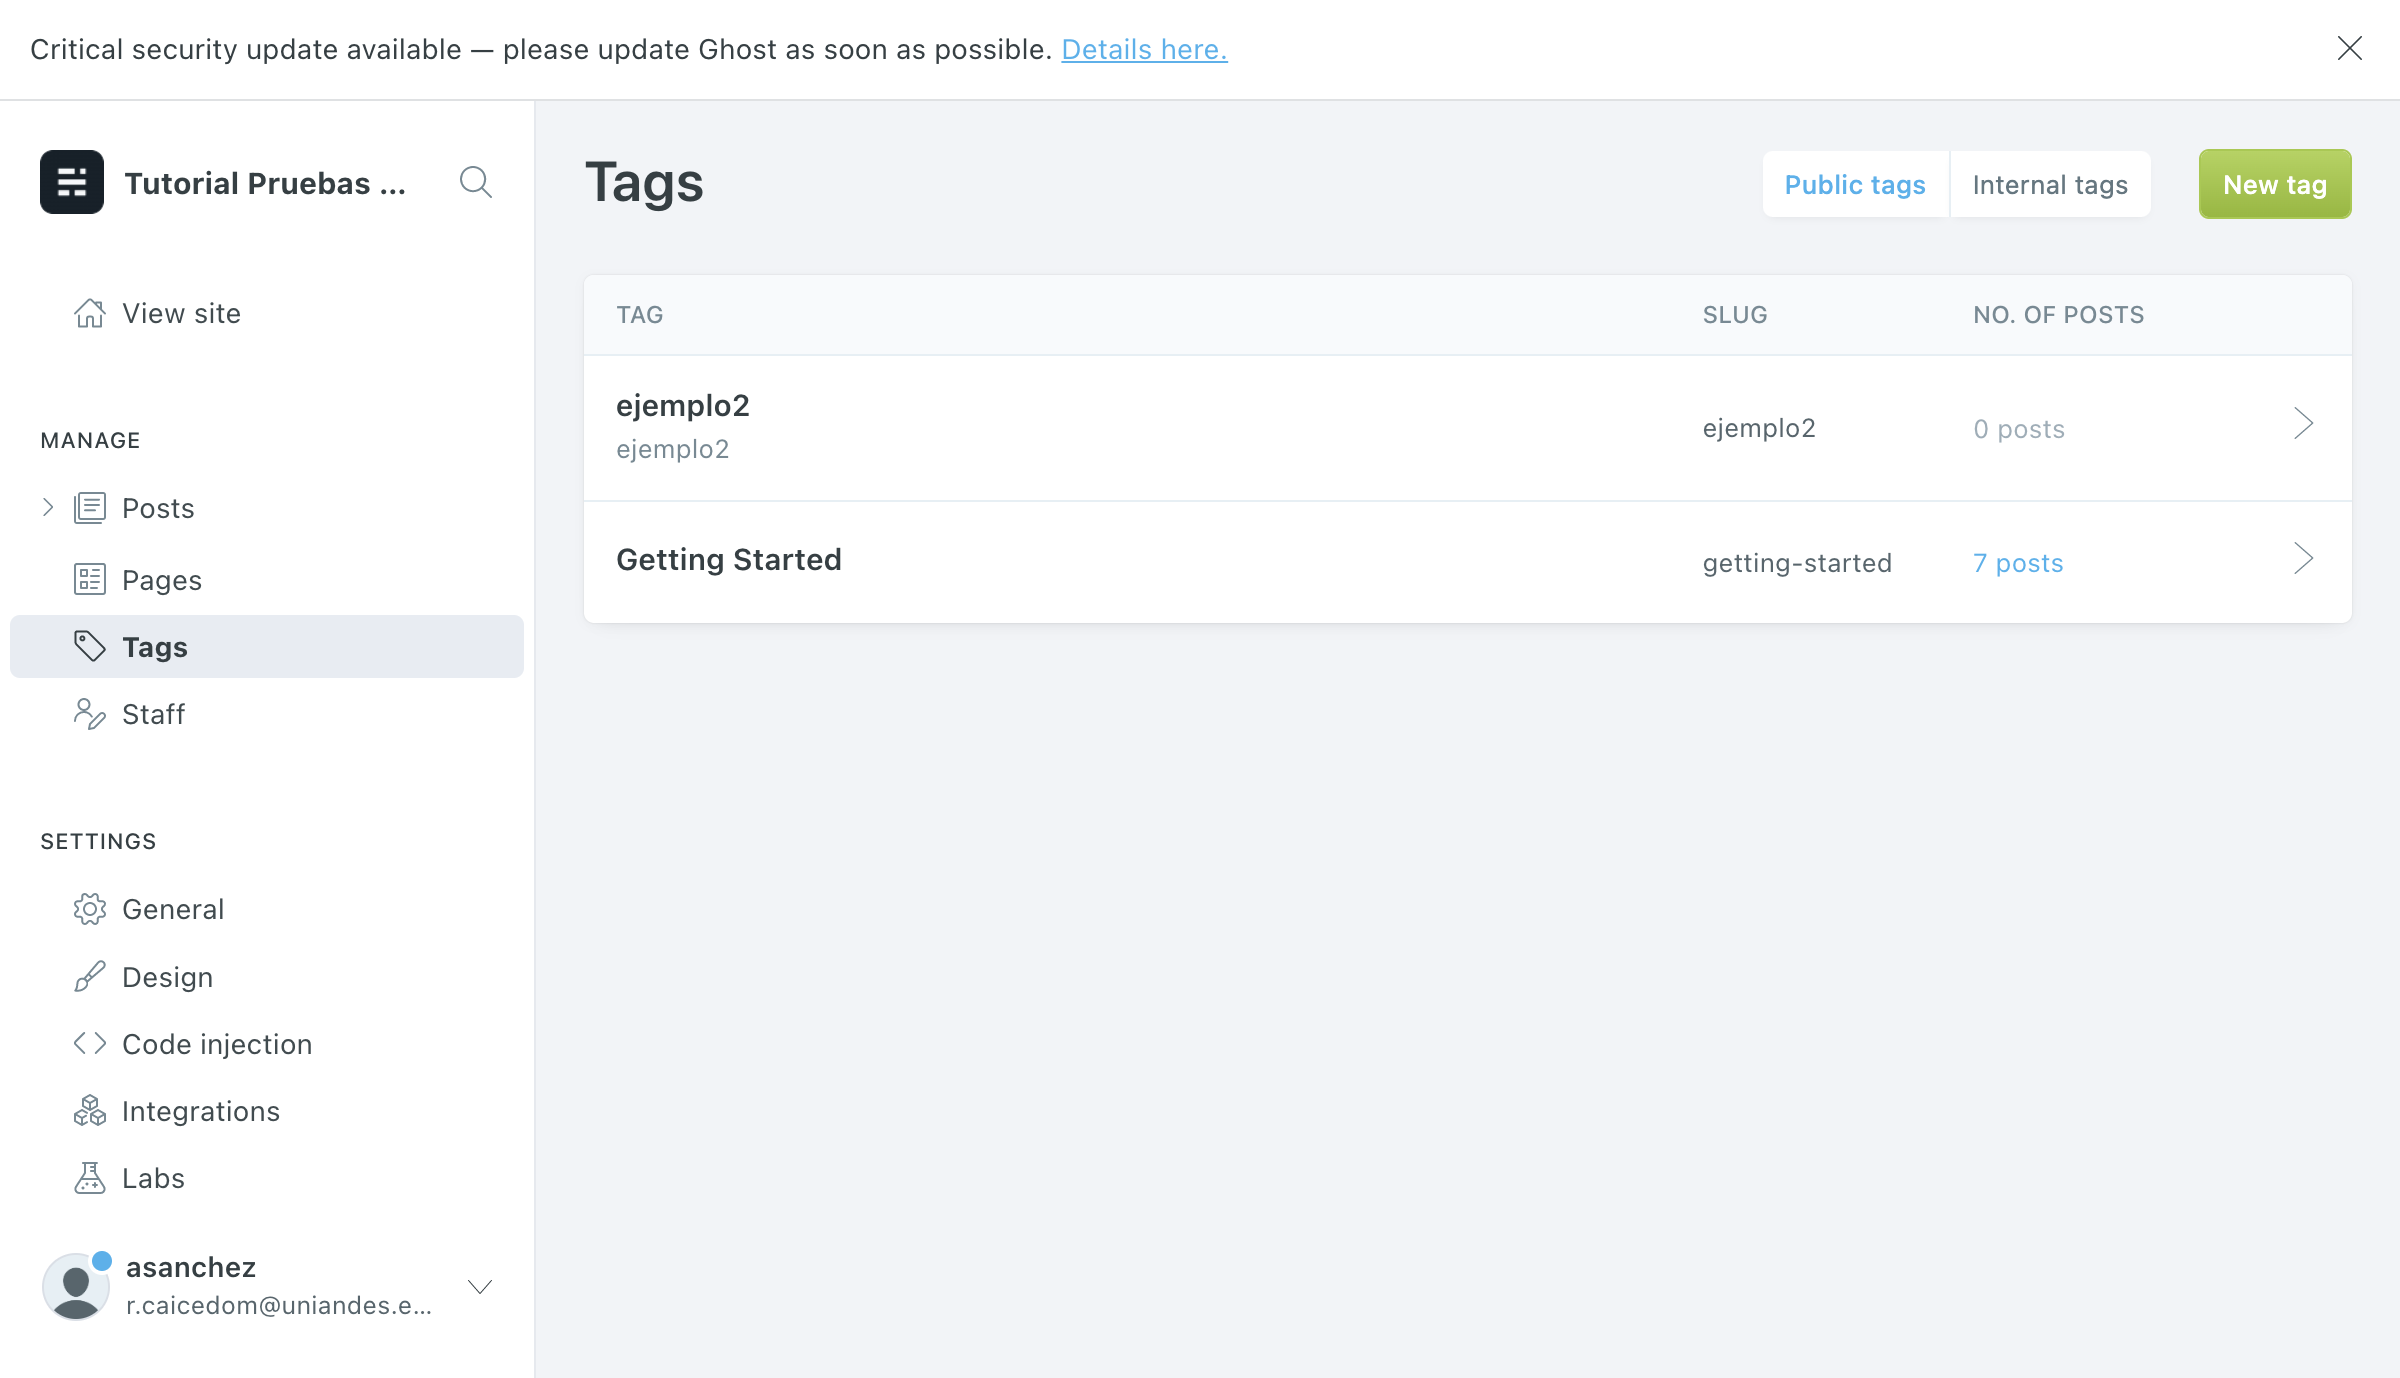 Critical security update available — please update Ghost as soon as possible. Details here.
Tutorial Pruebas ...
View site
MANAGE
Posts
Pages
Tags
Staff
SETTINGS
General
Design
Code injection
Integrations
Labs
asanchez
r.caicedom@uniandes.e...
Tags
Public tags
Internal tags
New tag
TAG SLUG NO. OF POSTS
ejemplo2
ejemplo2
ejemplo2
0 posts
Getting Started
getting-started
7 posts